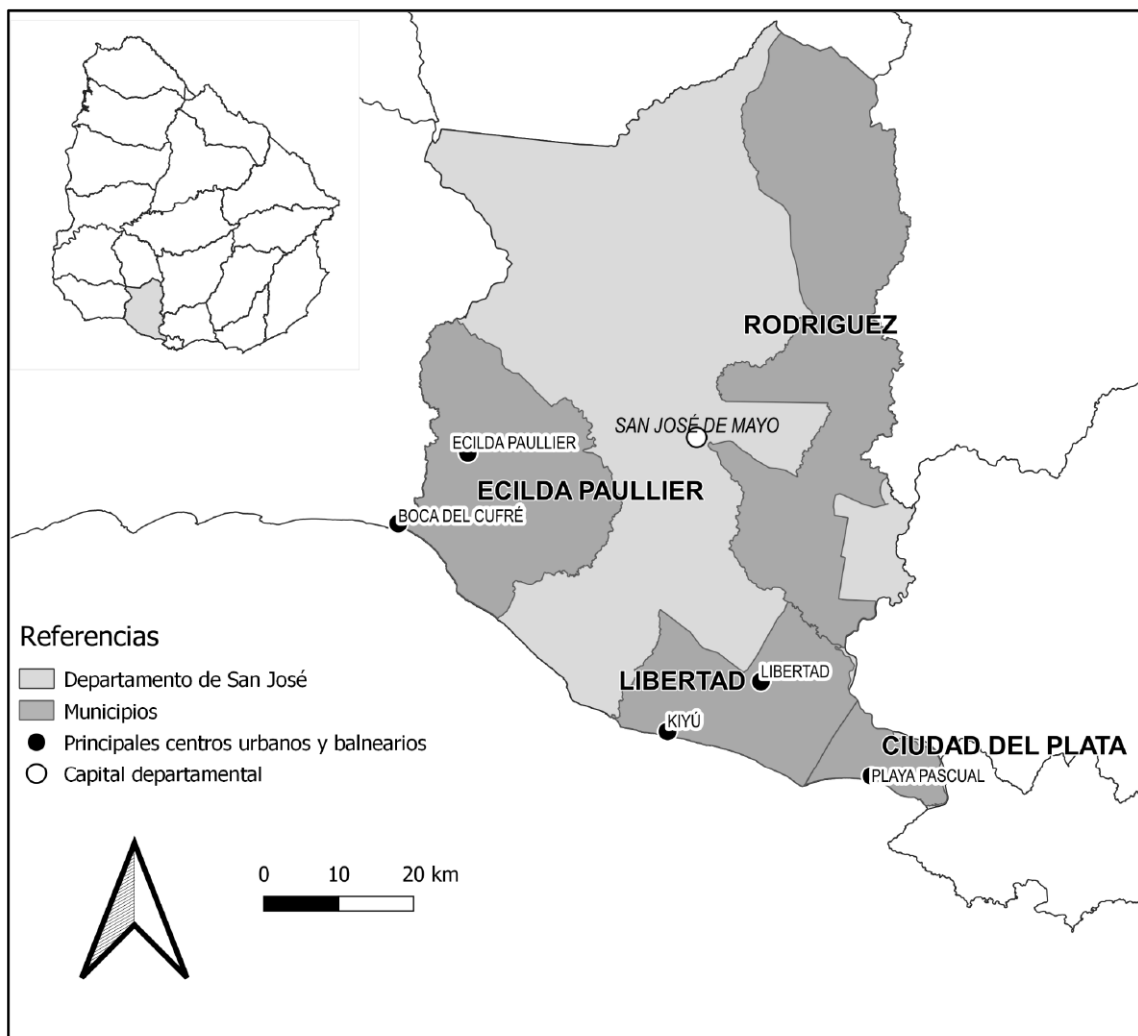 RODRIGUEZ
SAN JOSÉ DE MAYO
ECILDA PAULLIER
ECILDA PAULLIER
BOCA DEL CUFRÉ
Referencias
Departamento de San José
Municipios
Principales centros urbanos y balnearios
Capital departamental
LIBERTAD
LIBERTAD
KIYÚ
CIUDAD DEL PLATA
PLAYA PASCUAL
0 10 20 km